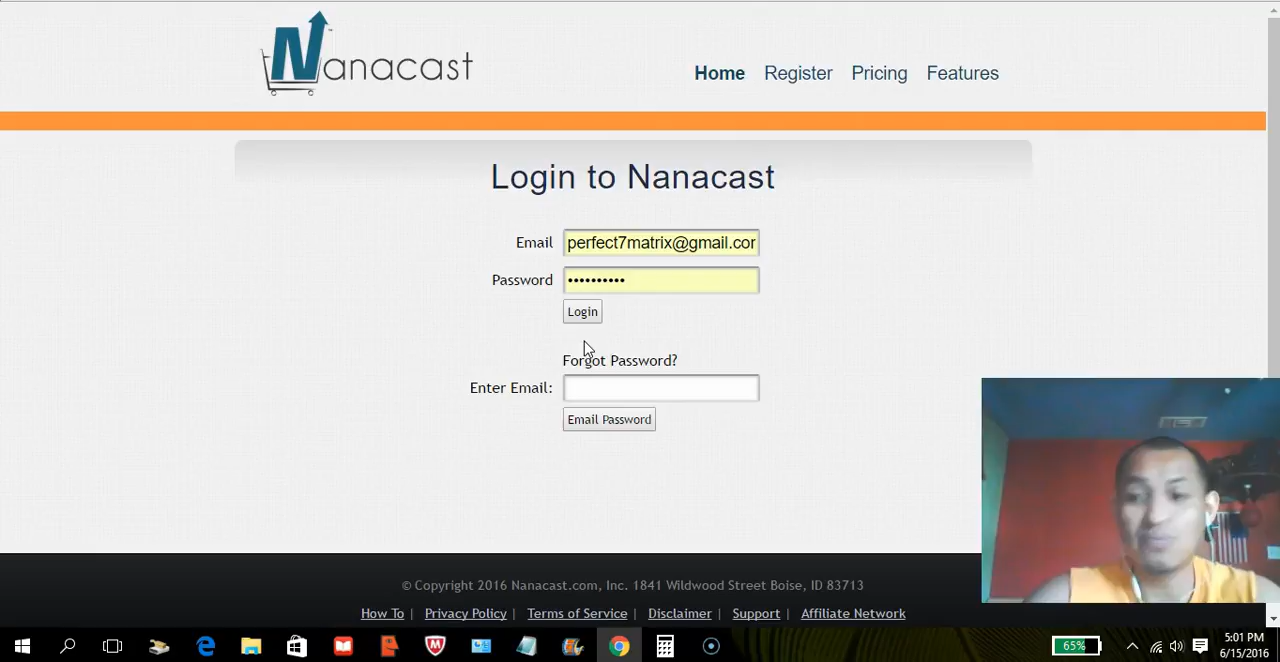 Nanacast
Home Register Pricing Features
Login to Nanacast
Email perfect7matrix@gmail.cor
Password ••••••••••
Login
Forgot Password?
Enter Email:
Email Password
© Copyright 2016 Nanacast.com, Inc. 1841 Wildwood Street Boise, ID 83713
How To | Privacy Policy | Terms of Service | Disclaimer | Support | Affiliate Network
65%
5:01 PM
6/15/2016